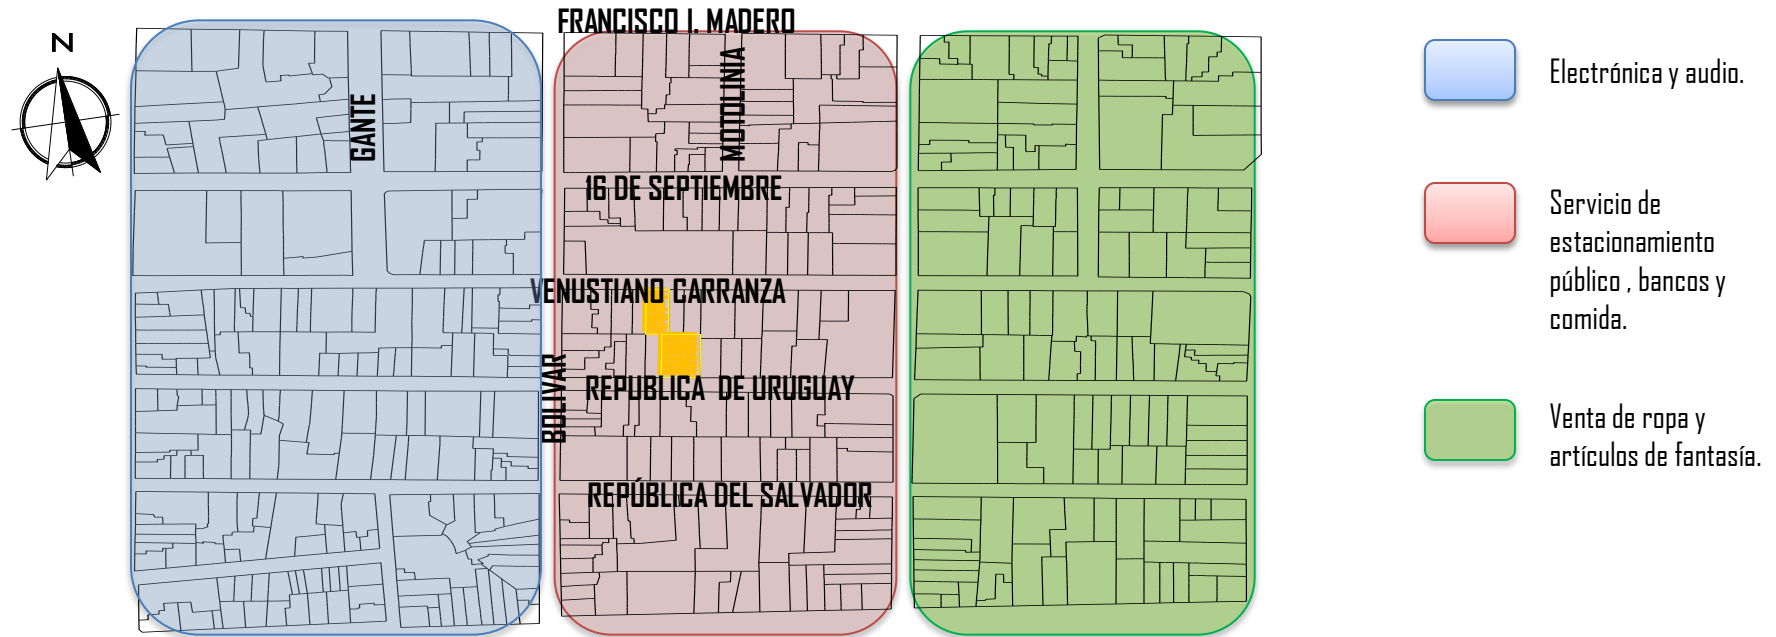 FRANCISCO I. MADERO
N
GANTE
MOTOLINIA
16 DE SEPTIEMBRE
VENUSTIANO CARRANZA
BOLIVAR
REPUBLICA DE URUGUAY
REPÚBLICA DEL SALVADOR
Electrónica y audio.
Servicio de
estacionamiento
público , bancos y
comida.
Venta de ropa y
artículos de fantasía.